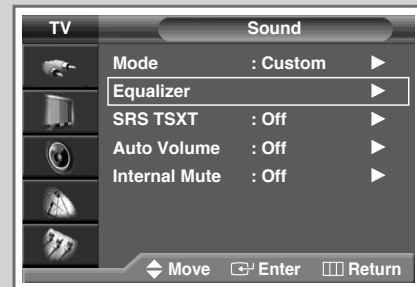 TV Sound
Mode : Custom
Equalizer
SRS TSXT : Off
Auto Volume : Off
Internal Mute : Off
Move Enter Return